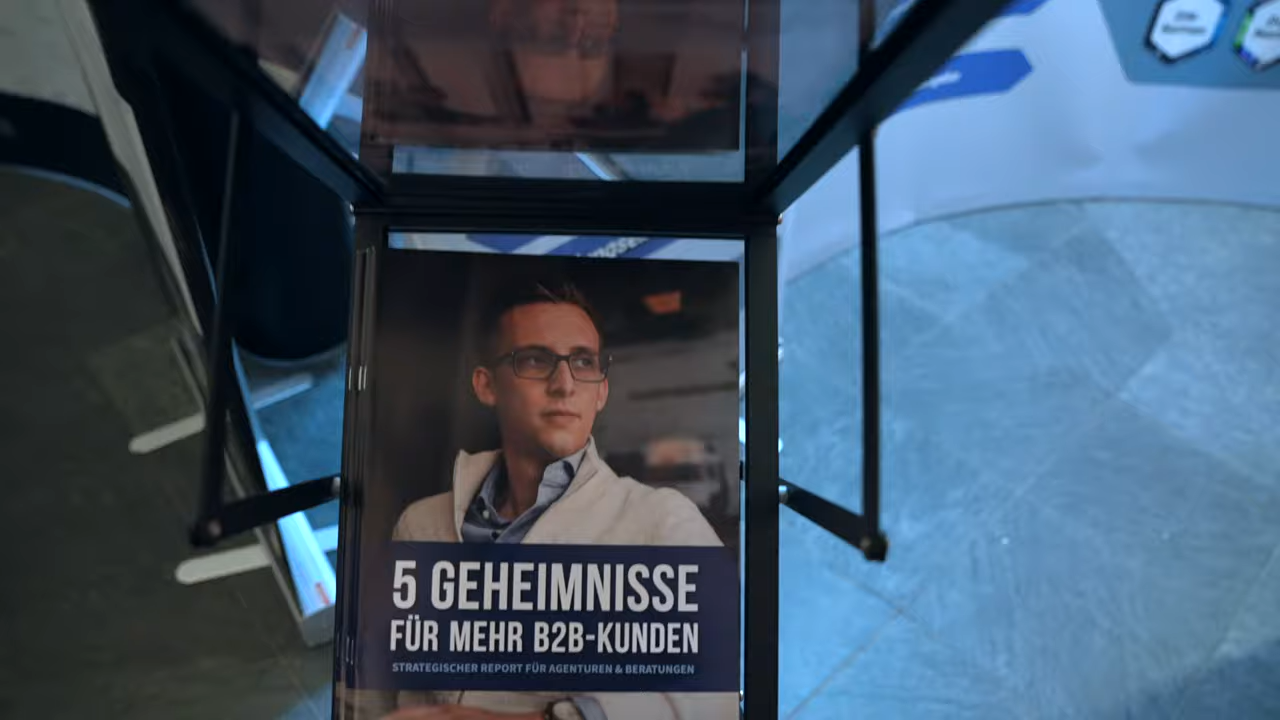 5 GEHEIMNISSE
FÜR MEHR B2B-KUNDEN
STRATEGISCHER REPORT FÜR AGENTUREN & BERATUNGEN